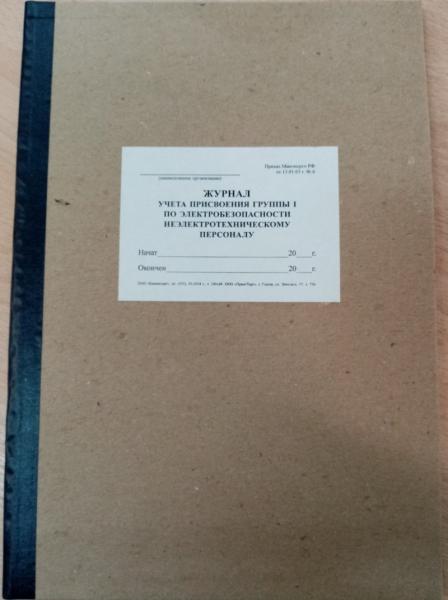 Приказ Минэнерго РФ
от 13.01.03 г. № 6
(наименование организации)
ЖУРНАЛ
УЧЕТА ПРИСВОЕНИЯ ГРУППЫ I
ПО ЭЛЕКТРОБЕЗОПАСНОСТИ
НЕЭЛЕКТРОТЕХНИЧЕСКОМУ
ПЕРСОНАЛУ
Начат 20 г.
Окончен 20 г.